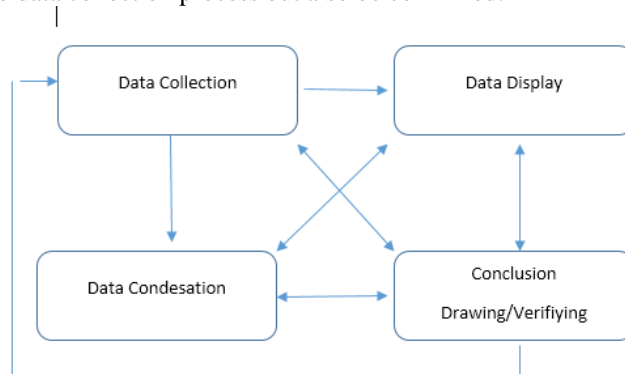 Data Collection
Data Display
Data Condesation
Conclusion
Drawing/Verifiying